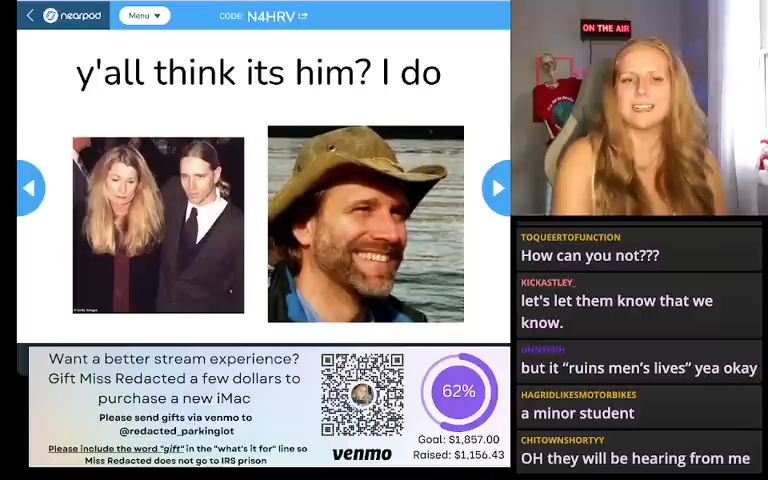 nearpod
Menu
CODE: N4HRV
ON THE AIR
y'all think its him? I do
TOQUEERTOFUNCTION
How can you not???
KICKASTLEY_
let's let them know that we
know.
but it “ruins men’s lives” yea okay
HAGRIDLIKESMOTORBIKES
a minor student
CHITOWNSHORTYY
OH they will be hearing from me
Want a better stream experience?
Gift Miss Redacted a few dollars to
purchase a new iMac
Please send gifts via venmo to
@redacted_parkinglot
Please include the word "gift" in the "what's it for" line so
Miss Redacted does not go to IRS prison
venmo
62%
Goal: $1,857.00
Raised: $1,156.43